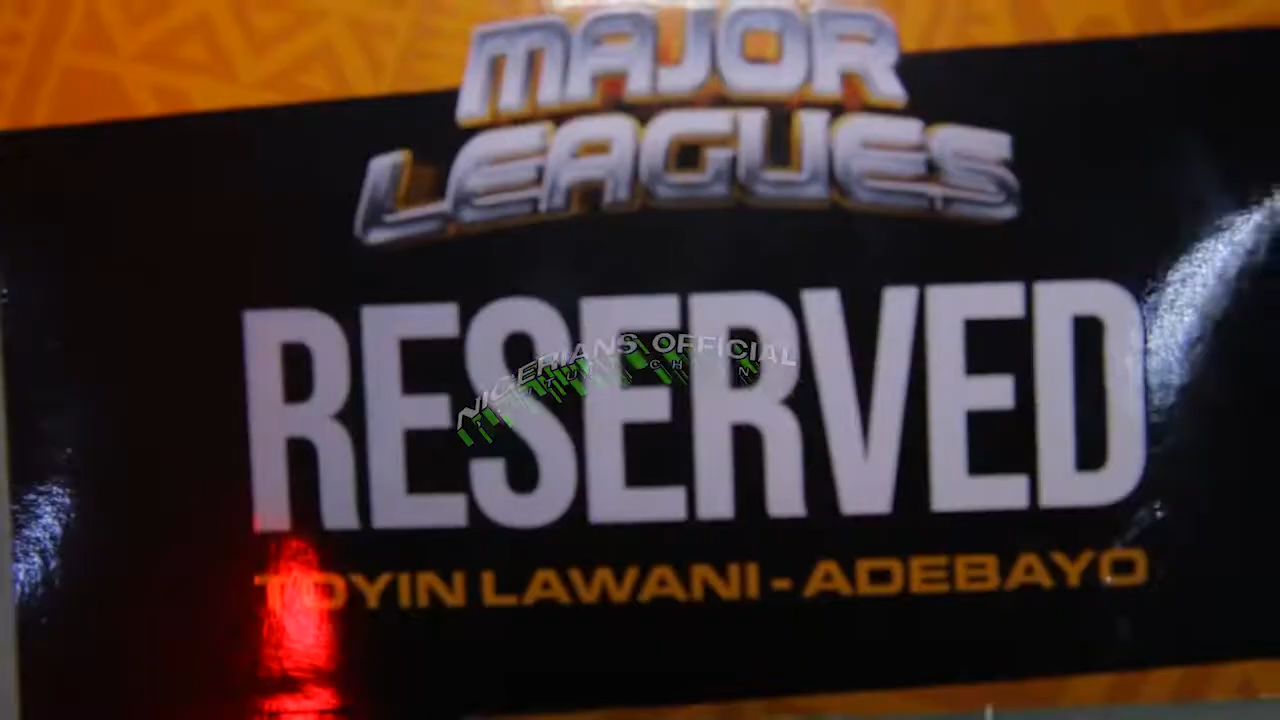 MAJOR
LEAGUES
RESERVED
NIGERIANS OFFICIAL
TOYIN LAWANI - ADEBAYO